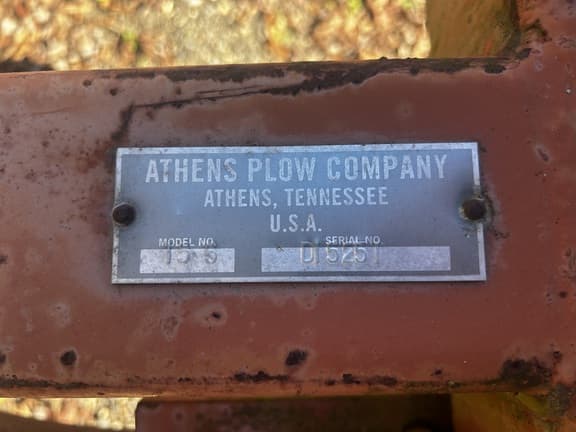 ATHENS PLOW COMPANY
ATHENS, TENNESSEE
U.S.A.
MODEL NO. SERIAL NO.